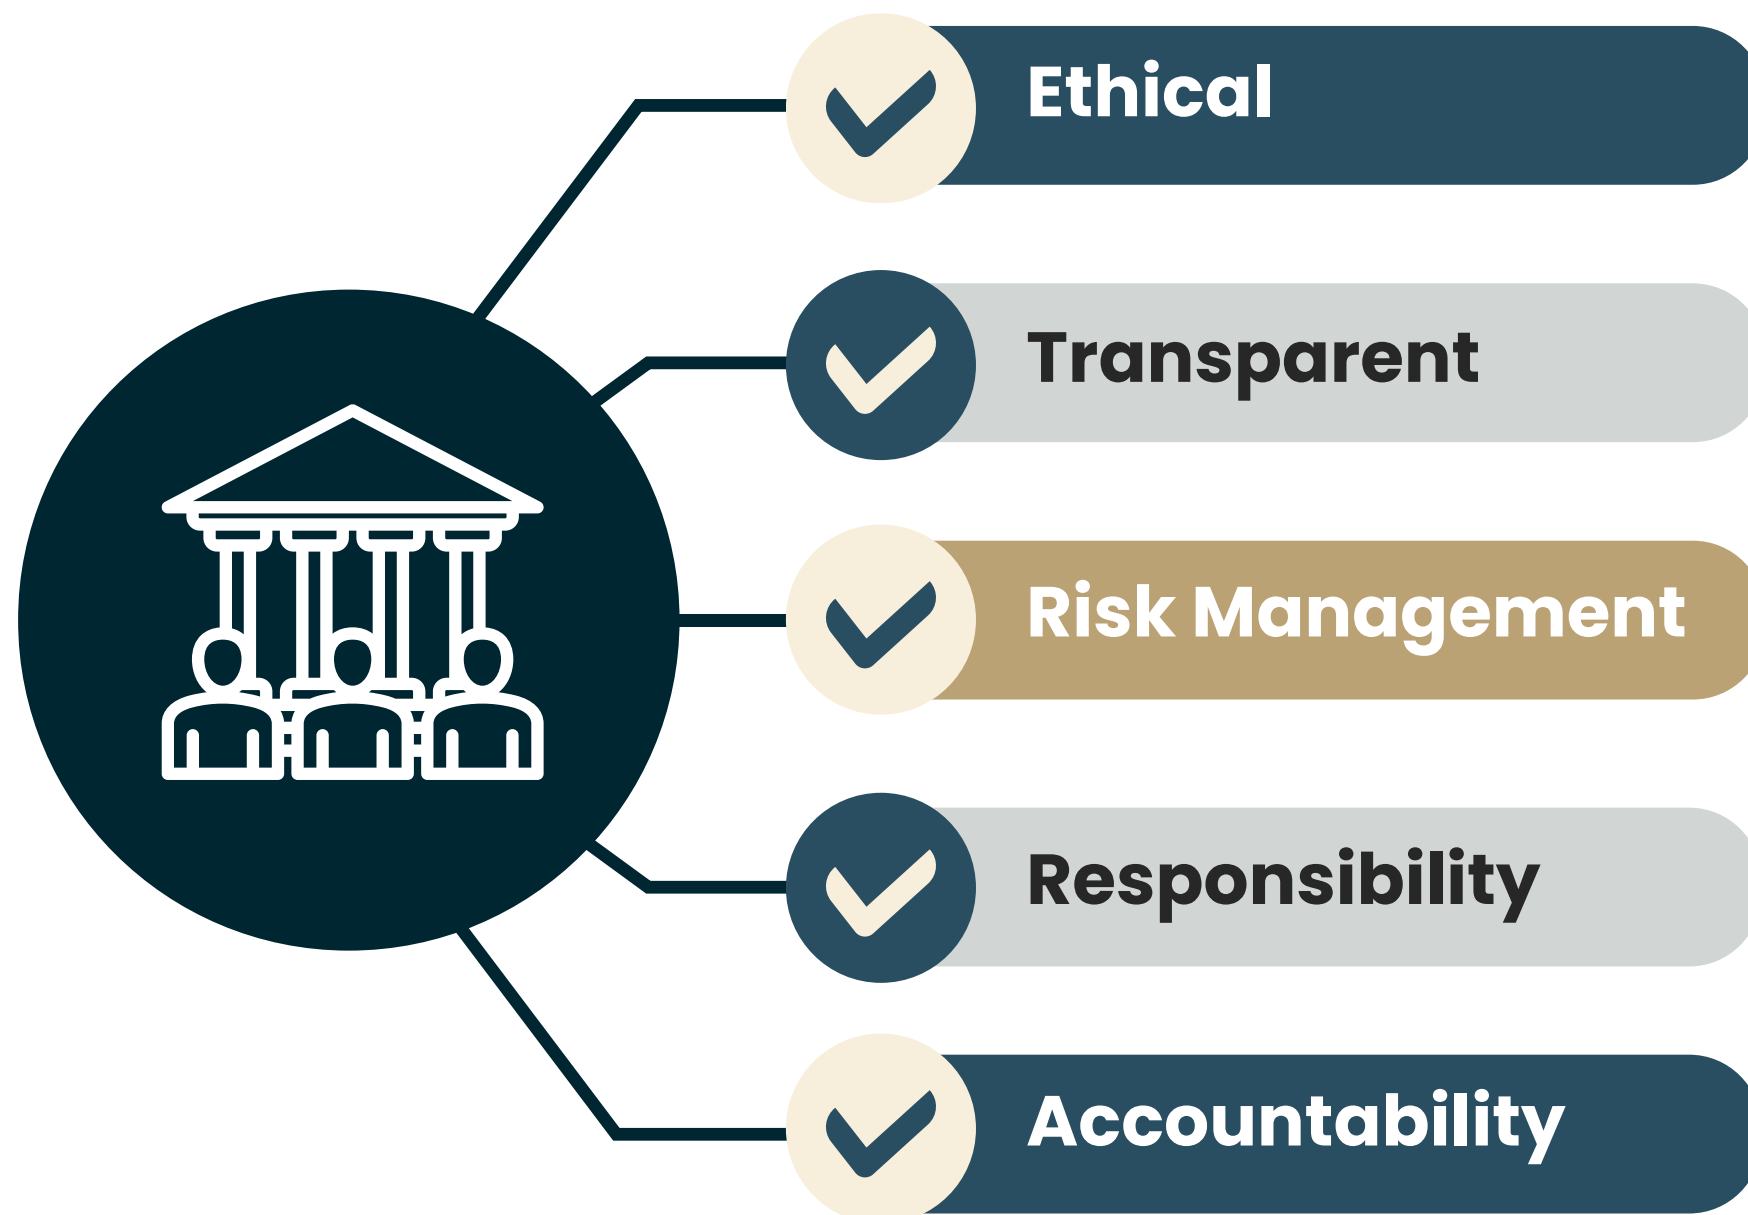 Ethical
Transparent
Risk Management
Responsibility
Accountability